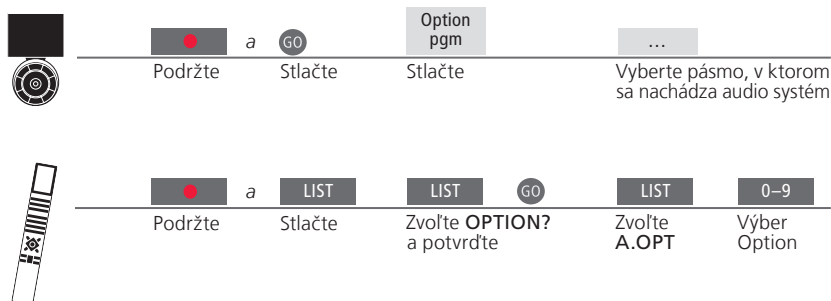 Option
pgm
a GO ...
Podržte Stlačte Stlačte Vyberte pásmo, v ktorom
sa nachádza audio systém
a LIST LIST GO LIST 0–9
Podržte Stlačte Zvoľte OPTION? Zvoľte Výber
a potvrďte A.OPT Option